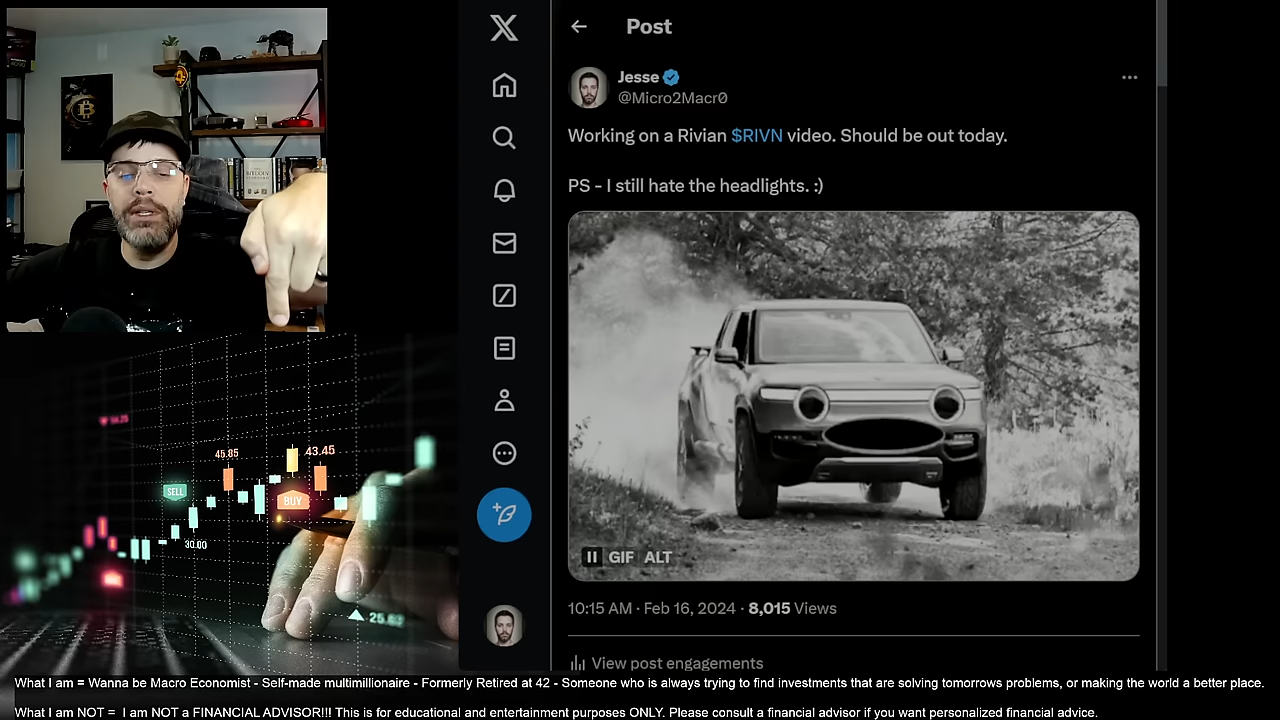 Post
Jesse
@Micro2Macr0
Working on a Rivian $RIVN video. Should be out today.
PS - I still hate the headlights. :)
GIF ALT
10:15 AM · Feb 16, 2024 · 8,015 Views
View post engagements
45.85
43.45
SELL
BUY
30.00
25.62
What I am = Wanna be Macro Economist - Self-made multimillionaire - Formerly Retired at 42 - Someone who is always trying to find investments that are solving tomorrows problems, or making the world a better place.
What I am NOT = I am NOT a FINANCIAL ADVISOR!!! This is for educational and entertainment purposes ONLY. Please consult a financial advisor if you want personalized financial advice.